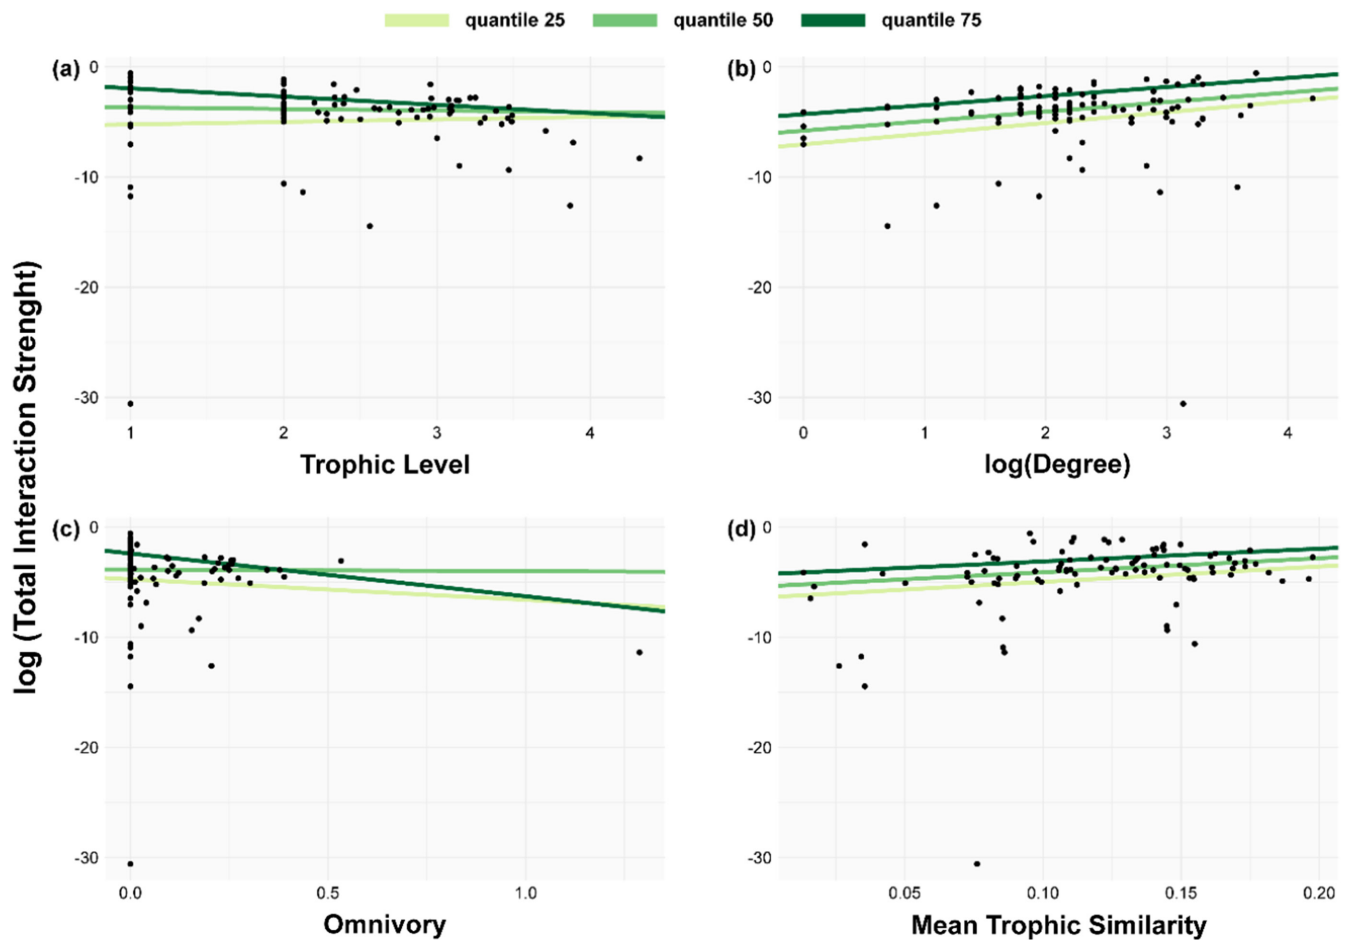 quantile 25 quantile 50 quantile 75
log (Total Interaction Strenght)
(a)
0
-10
-20
-30
1 2 3 4
Trophic Level
(b)
0
-10
-20
-30
0 1 2 3 4
log(Degree)
(c)
0
-10
-20
-30
0.0 0.5 1.0
Omnivory
(d)
0
-10
-20
-30
0.05 0.10 0.15 0.20
Mean Trophic Similarity